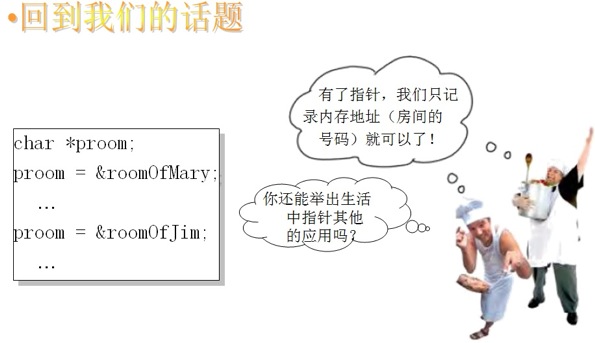 •回到我们的话题
有了指针，我们只记
录内存地址（房间的
号码）就可以了！
char *proom;
proom = &roomOfMary;
…
proom = &roomOfJim;
…
你还能举出生活
中指针其他
的应用吗？